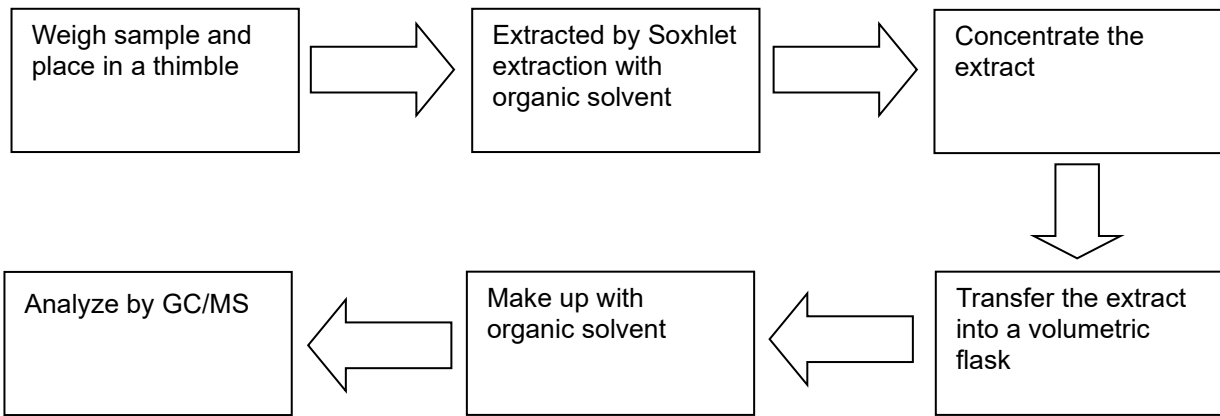 Weigh sample and
place in a thimble
Extracted by Soxhlet
extraction with
organic solvent
Concentrate the
extract
Transfer the extract
into a volumetric
flask
Make up with
organic solvent
Analyze by GC/MS